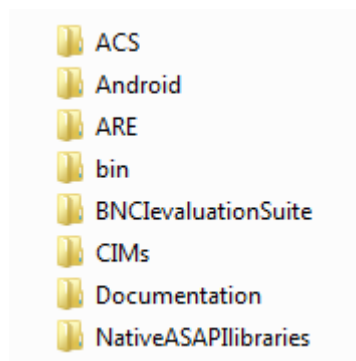 ACS
Android
ARE
bin
BNCIevaluationSuite
CIMs
Documentation
NativeASAPIlibraries